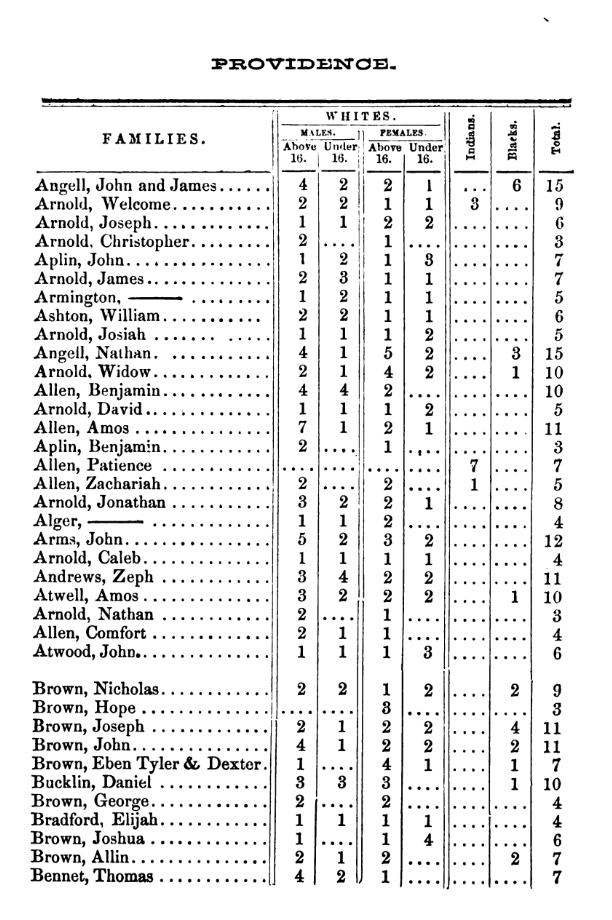 PROVIDENCE.
WHITES.
FAMILIES. MALES. FEMALES. Indians. Blacks. Total.
Above 16. Under 16. Above 16. Under 16.
Angell, John and James...... 4 2 2 1 ... 6 15
Arnold, Welcome........... 2 2 1 1 3 .... 9
Arnold, Joseph............. 1 1 2 2 .... .... 6
Arnold, Christopher......... 2 .... 1 .... .... .... 3
Aplin, John................ 1 2 1 3 .... .... 7
Arnold, James.............. 2 3 1 1 .... .... 7
Armington, —— ......... 1 2 1 1 .... .... 5
Ashton, William........... 2 2 1 1 .... .... 6
Arnold, Josiah ....... ..... 1 1 1 2 .... .... 5
Angell, Nathan. ........... 4 1 5 2 .... 3 15
Arnold, Widow............. 2 1 4 2 .... 1 10
Allen, Benjamin............ 4 4 2 .... .... .... 10
Arnold, David.............. 1 1 1 2 .... .... 5
Allen, Amos ............... 7 1 2 1 .... .... 11
Aplin, Benjamin............ 2 .... 1 .... .... .... 3
Allen, Patience ............ .... .... .... .... 7 .... 7
Allen, Zachariah............ 2 .... 2 .... 1 .... 5
Arnold, Jonathan ........... 3 2 2 1 .... .... 8
Alger, —— ............. 1 1 2 .... .... .... 4
Arms, John................ 5 2 3 2 .... .... 12
Arnold, Caleb.............. 1 1 1 1 .... .... 4
Andrews, Zeph ............ 3 4 2 2 .... .... 11
Atwell, Amos .............. 3 2 2 2 .... 1 10
Arnold, Nathan ............ 2 .... 1 .... .... .... 3
Allen, Comfort ............. 2 1 1 .... .... .... 4
Atwood, John.............. 1 1 1 3 .... .... 6
Brown, Nicholas............ 2 2 1 2 .... 2 9
Brown, Hope .............. .... .... 3 .... .... .... 3
Brown, Joseph ............. 2 1 2 2 .... 4 11
Brown, John............... 4 1 2 2 .... 2 11
Brown, Eben Tyler & Dexter. 1 .... 4 1 .... 1 7
Bucklin, Daniel ............ 3 3 3 .... .... 1 10
Brown, George............. 2 .... 2 .... .... .... 4
Bradford, Elijah............ 1 1 1 1 .... .... 4
Brown, Joshua ............. 1 .... 1 4 .... .... 6
Brown, Allin............... 2 1 2 .... .... 2 7
Bennet, Thomas ............ 4 2 1 .... .... .... 7